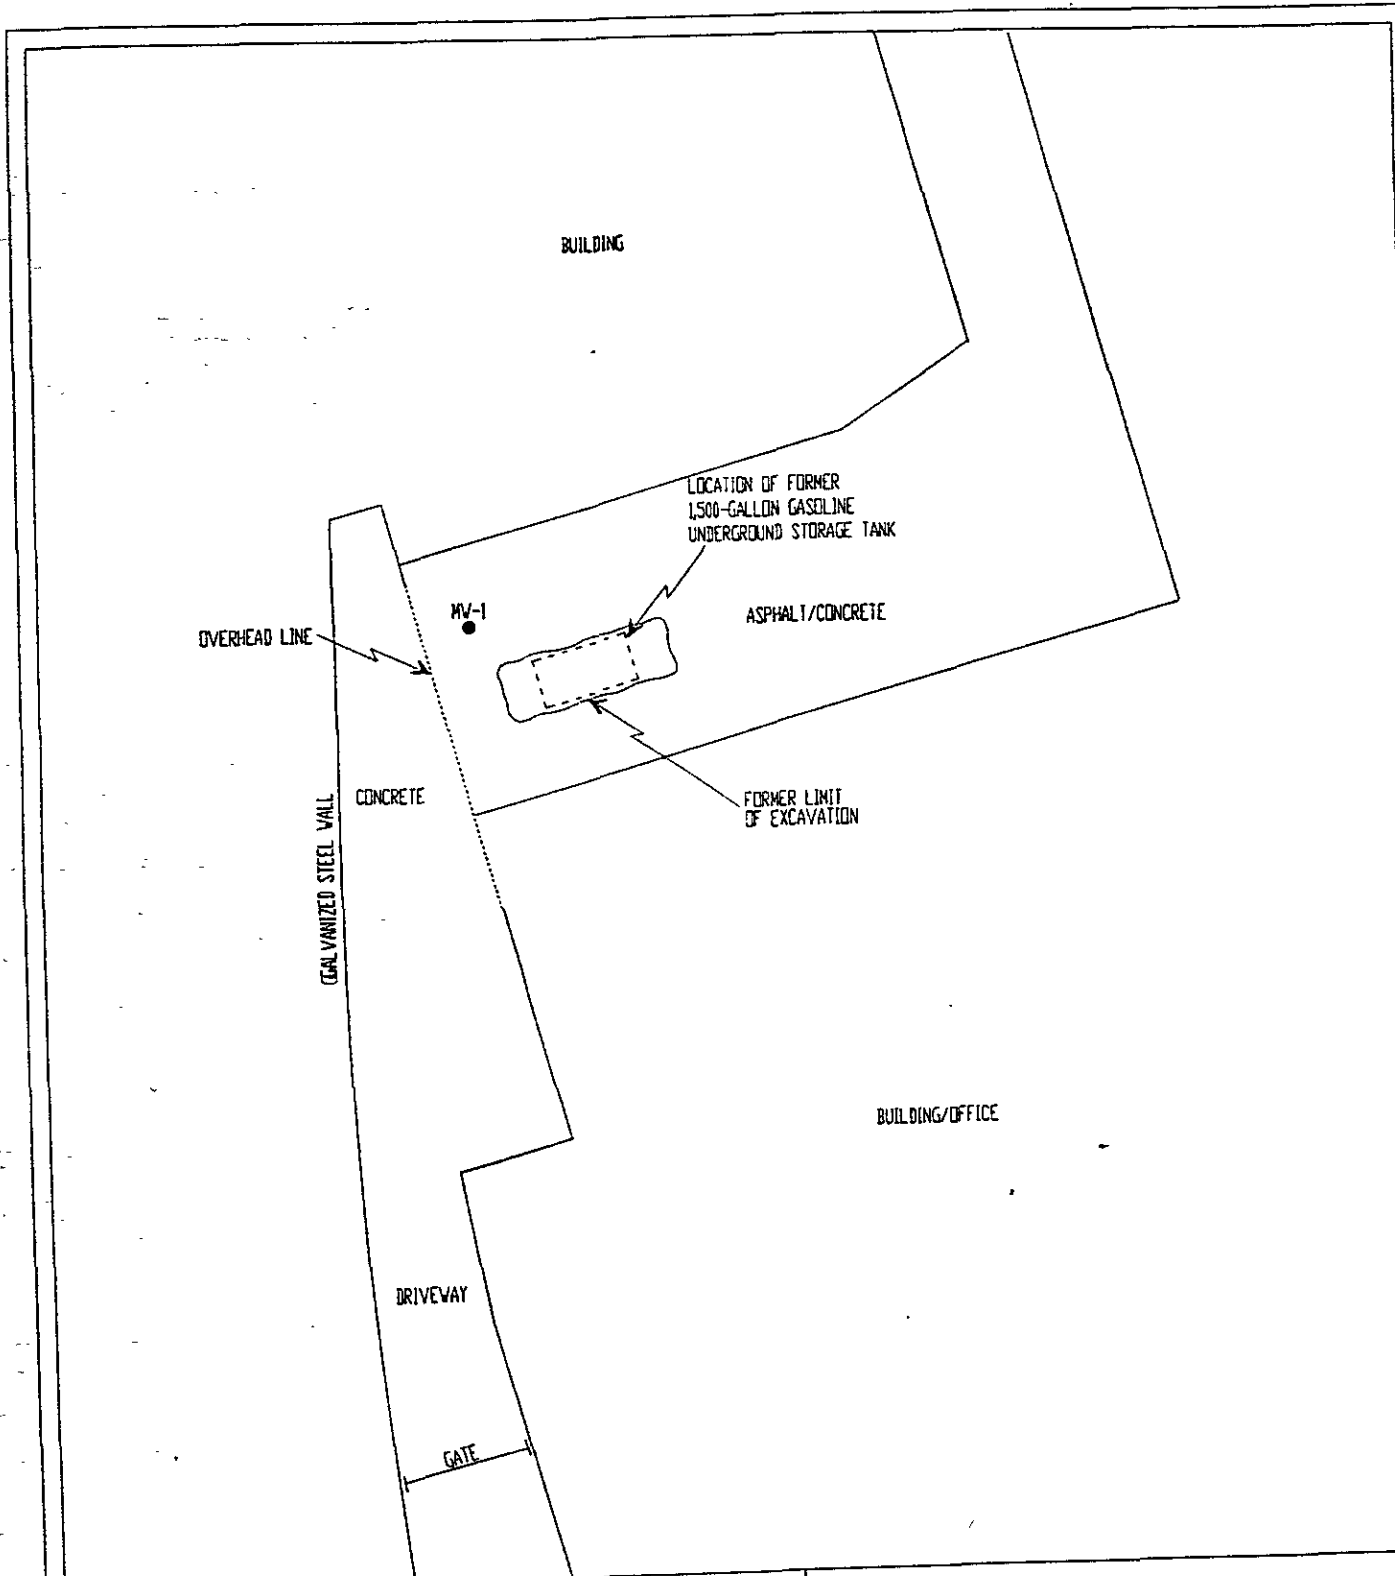 BUILDING
LOCATION OF FORMER
1,500-GALLON GASOLINE
UNDERGROUND STORAGE TANK
MW-1
ASPHALT/CONCRETE
OVERHEAD LINE
CONCRETE
FORMER LIMIT
OF EXCAVATION
GALVANIZED STEEL WALL
BUILDING/OFFICE
DRIVEWAY
GATE